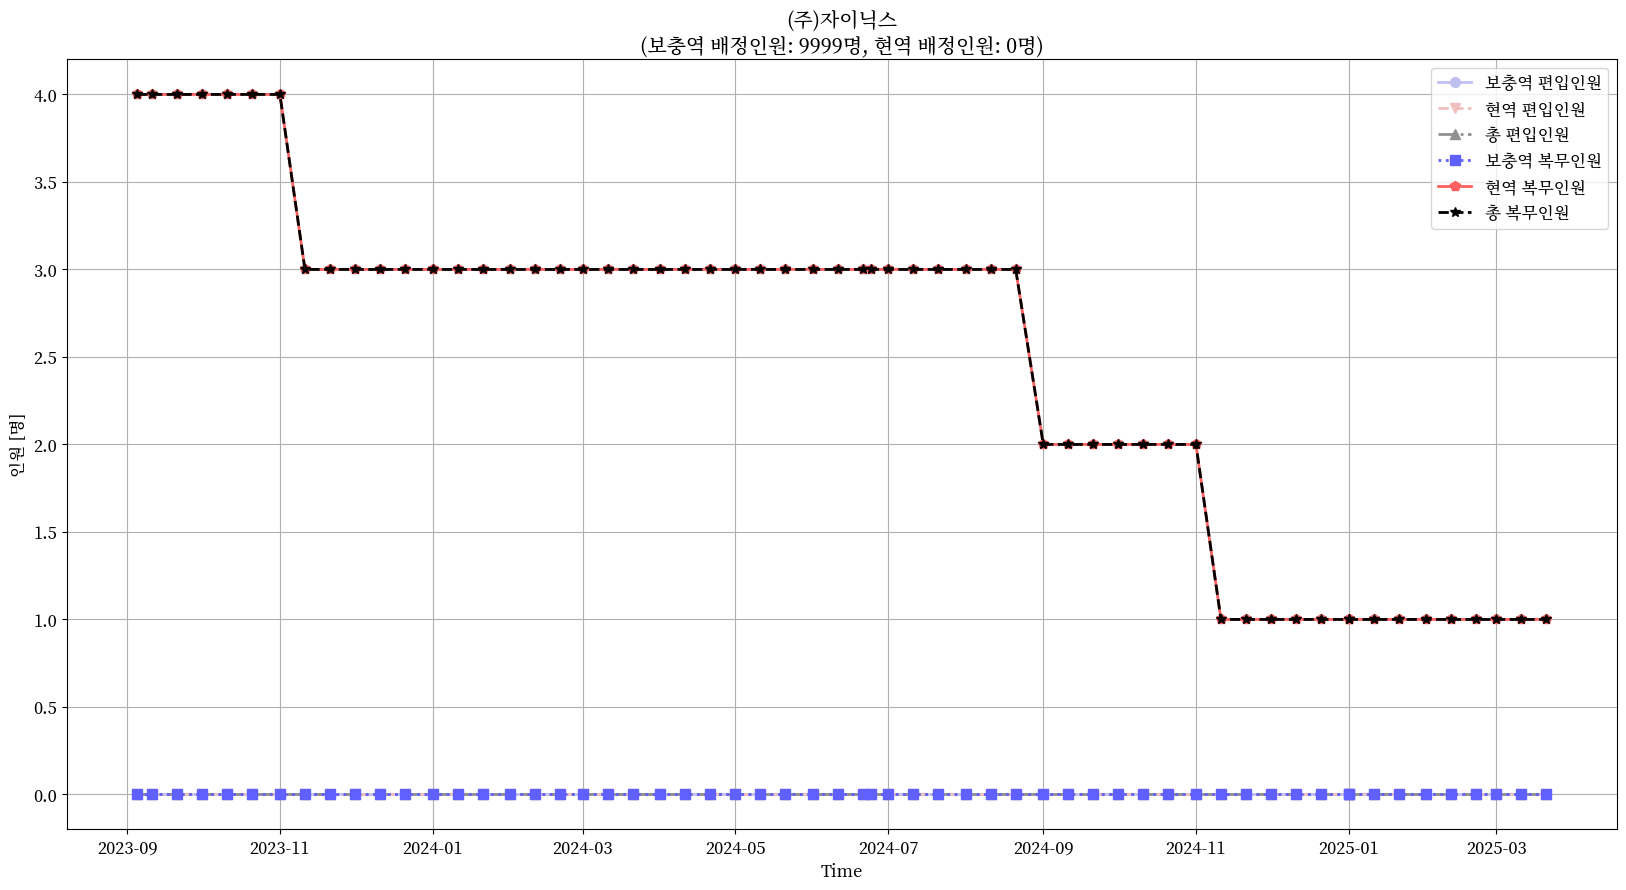 (주)자이닉스
(보충역 배정인원: 9999명, 현역 배정인원: 0명)
보충역 편입인원
현역 편입인원
총 편입인원
보충역 복무인원
현역 복무인원
총 복무인원
인원 [명]
4.0
3.5
3.0
2.5
2.0
1.5
1.0
0.5
0.0
2023-09 2023-11 2024-01 2024-03 2024-05 2024-07 2024-09 2024-11 2025-01 2025-03
Time